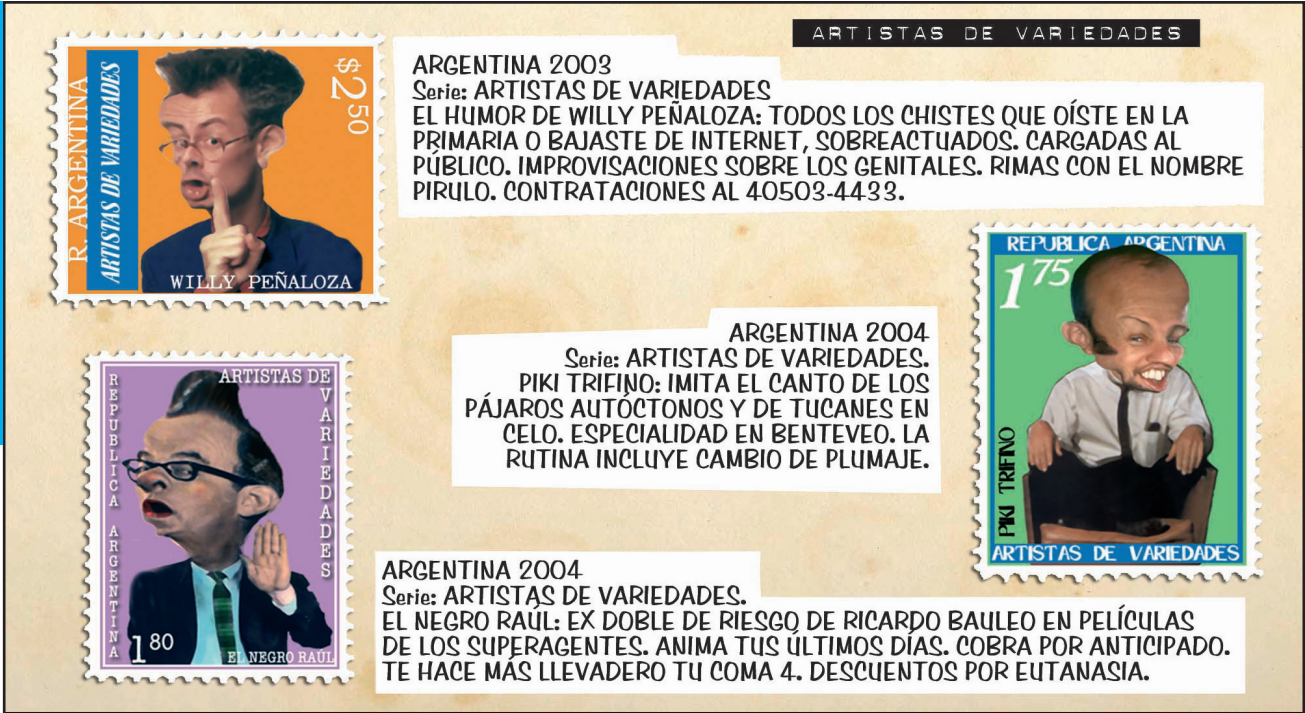 ARTISTAS DE VARIEDADES
R. ARGENTINA
ARTISTAS DE VARIEDADES
$2.50
WILLY PEÑALOZA
ARGENTINA 2003
Serie: ARTISTAS DE VARIEDADES
EL HUMOR DE WILLY PEÑALOZA: TODOS LOS CHISTES QUE OÍSTE EN LA
PRIMARIA O BAJASTE DE INTERNET, SOBREACTUADOS. CARGADAS AL
PÚBLICO. IMPROVISACIONES SOBRE LOS GENITALES. RIMAS CON EL NOMBRE
PIRULO. CONTRATACIONES AL 40503-4433.
REPUBLICA ARGENTINA
1 75
PIKI TRIFINO
ARTISTAS DE VARIEDADES
ARGENTINA 2004
Serie: ARTISTAS DE VARIEDADES.
PIKI TRIFINO: IMITA EL CANTO DE LOS
PÁJAROS AUTÓCTONOS Y DE TUCANES EN
CELO. ESPECIALIDAD EN BENTEVEO. LA
RUTINA INCLUYE CAMBIO DE PLUMAJE.
REPUBLICA ARGENTINA
ARTISTAS DE VARIEDADES
1 80
EL NEGRO RAÚL
ARGENTINA 2004
Serie: ARTISTAS DE VARIEDADES.
EL NEGRO RAÚL: EX DOBLE DE RIESGO DE RICARDO BAULEO EN PELÍCULAS
DE LOS SUPERAGENTES. ANIMA TUS ÚLTIMOS DÍAS. COBRA POR ANTICIPADO.
TE HACE MÁS LLEVADERO TU COMA 4. DESCUENTOS POR EUTANASIA.